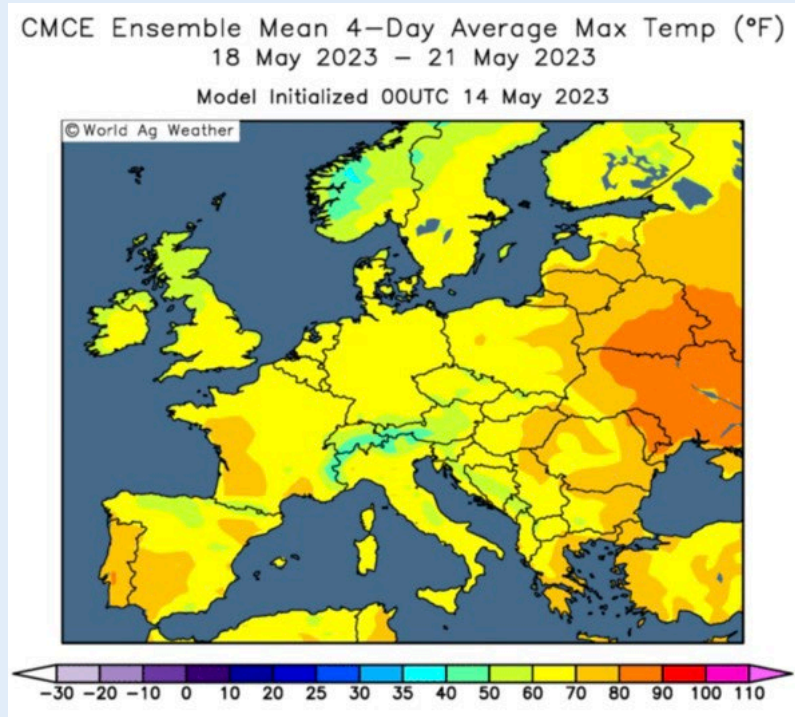 CMCE Ensemble Mean 4-Day Average Max Temp (°F)
18 May 2023 - 21 May 2023
Model Initialized 00UTC 14 May 2023
© World Ag Weather
-30 -20 -10 0 10 20 25 30 35 40 50 60 70 80 90 100 110